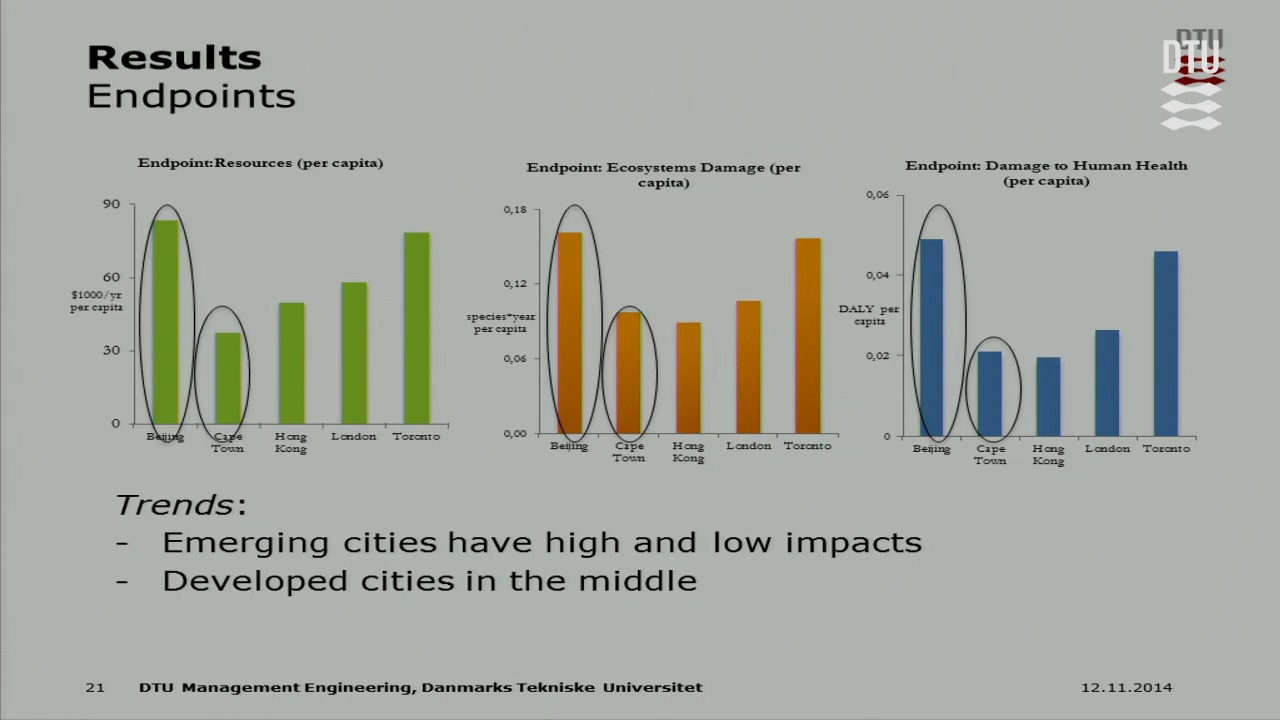 Results
Endpoints
DTU
DTU
Endpoint:Resources (per capita)
90
60
$1000/yr
per capita
30
0
Beijing
Cape
Town
Hong
Kong
London
Toronto
Endpoint: Ecosystems Damage (per
capita)
0,18
0,12
species*year
per capita
0,06
0,00
Beijing
Cape
Town
Hong
Kong
London
Toronto
Endpoint: Damage to Human Health
(per capita)
0,06
0,04
DALY per
capita
0,02
0
Beijing
Cape
Town
Hong
Kong
London
Toronto
Trends:
- Emerging cities have high and low impacts
- Developed cities in the middle
21 DTU Management Engineering, Danmarks Tekniske Universitet 12.11.2014